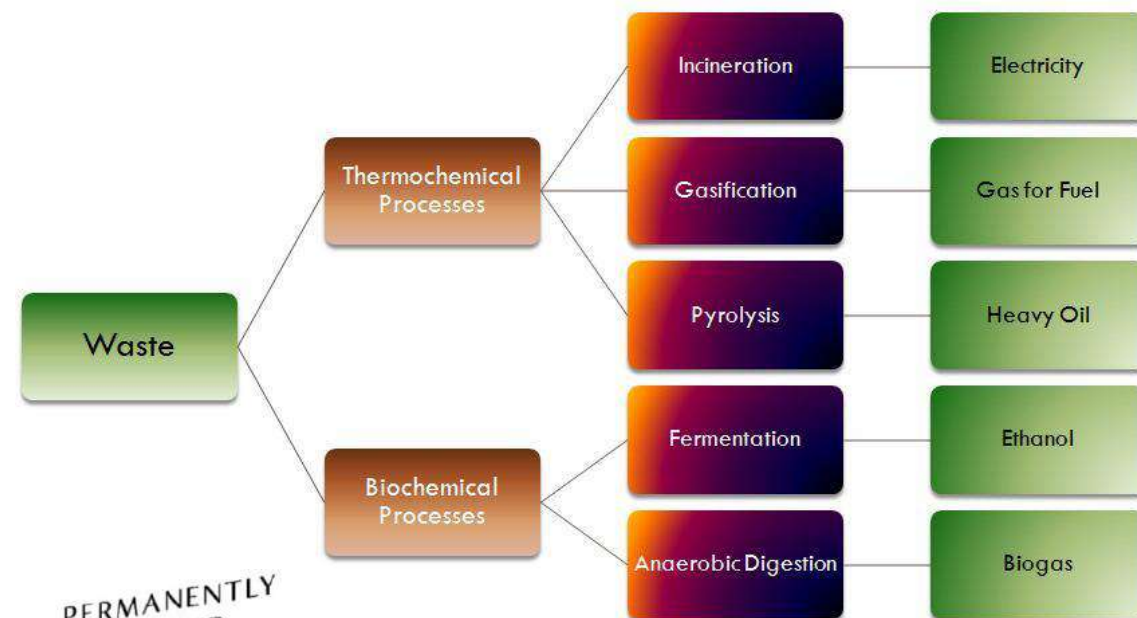 Waste
Thermochemical
Processes
Biochemical
Processes
Incineration
Gasification
Pyrolysis
Fermentation
Anaerobic Digestion
Electricity
Gas for Fuel
Heavy Oil
Ethanol
Biogas
PERMANENTLY